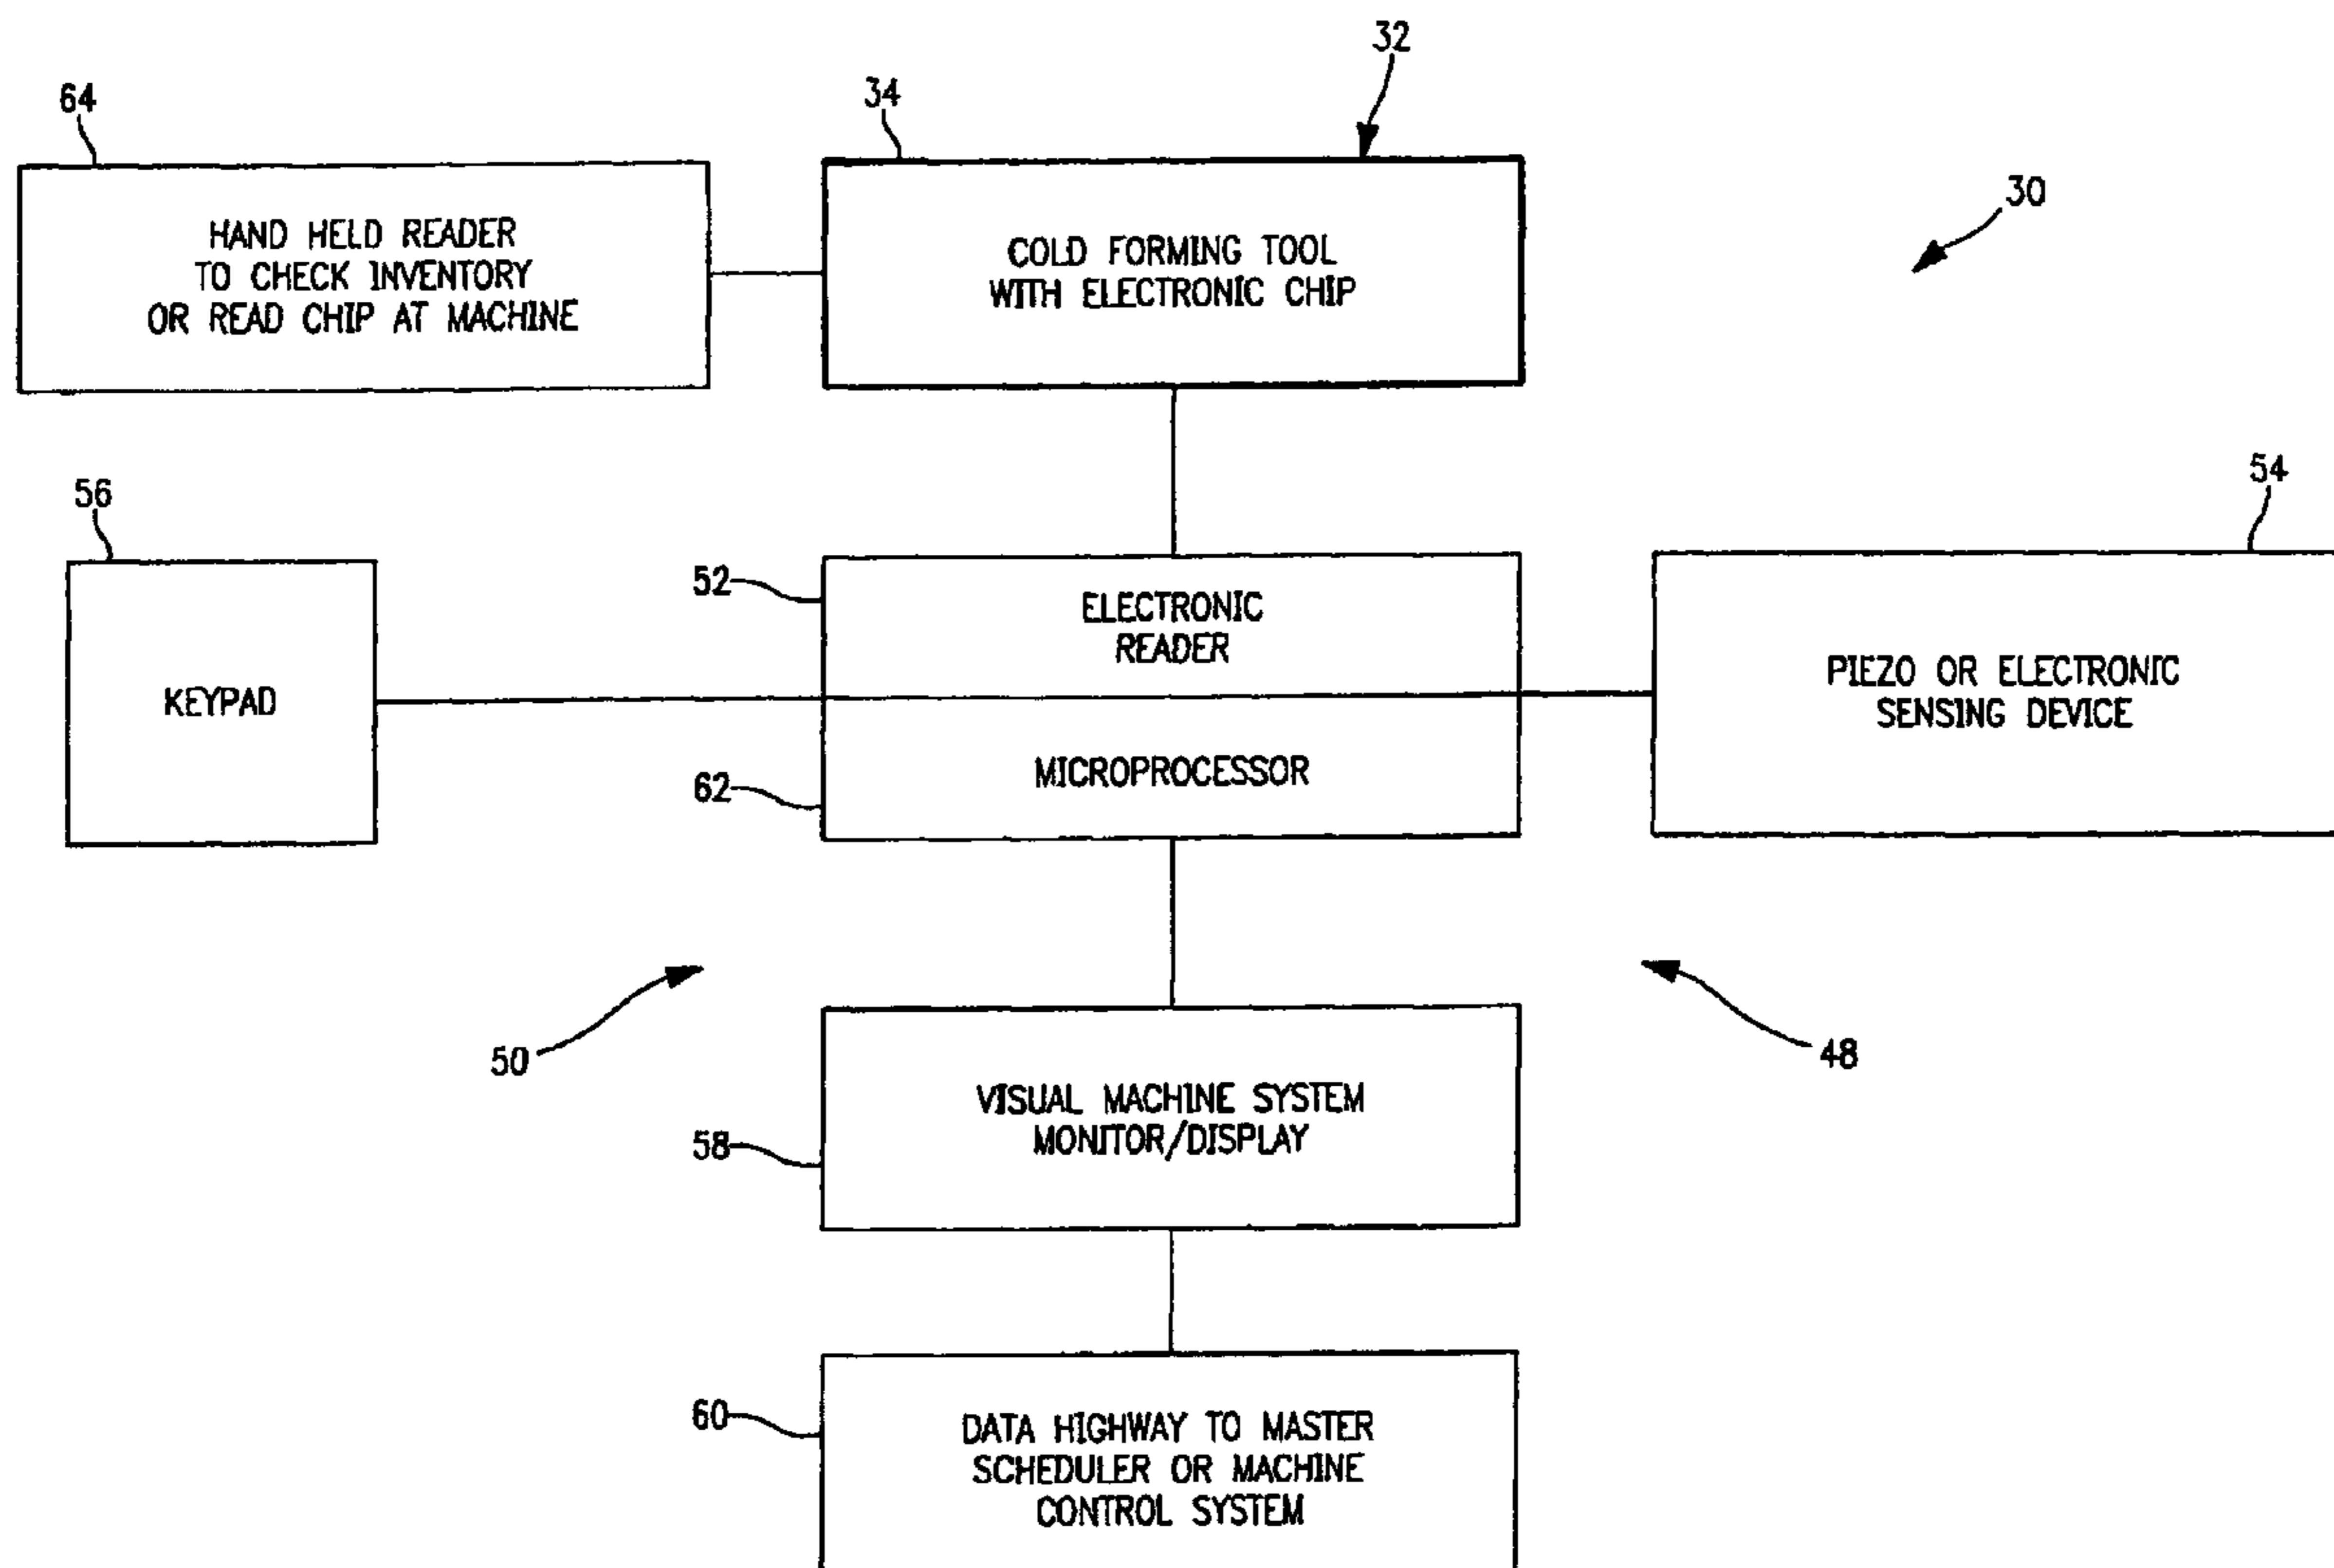 32
64
34
30
HAND HELD READER
TO CHECK INVENTORY
OR READ CHIP AT MACHINE
COLD FORMING TOOL
WITH ELECTRONIC CHIP
56
54
52
ELECTRONIC
READER
KEYPAD
PIEZO OR ELECTRONIC
SENSING DEVICE
62
MICROPROCESSOR
50
48
58
VISUAL MACHINE SYSTEM
MONITOR/DISPLAY
60
DATA HIGHWAY TO MASTER
SCHEDULER OR MACHINE
CONTROL SYSTEM